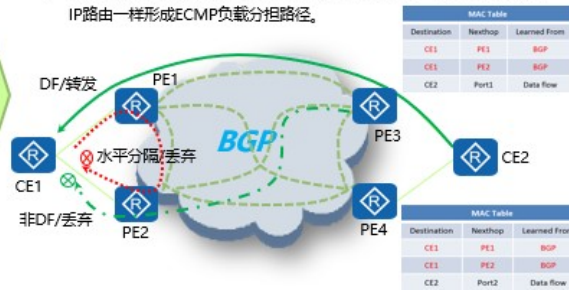 IP路由一样形成ECMP负载分担路径。
MAC Table
Destination Nexthop Learned From
CE1 PE1 BGP
CE1 PE2 BGP
CE2 Port1 Data flow
DF/转发
PE1
PE3
BGP
水平分隔/丢弃
CE1
CE2
非DF/丢弃
PE2
PE4
MAC Table
Destination Nexthop Learned From
CE1 PE1 BGP
CE1 PE2 BGP
CE2 Port2 Data flow